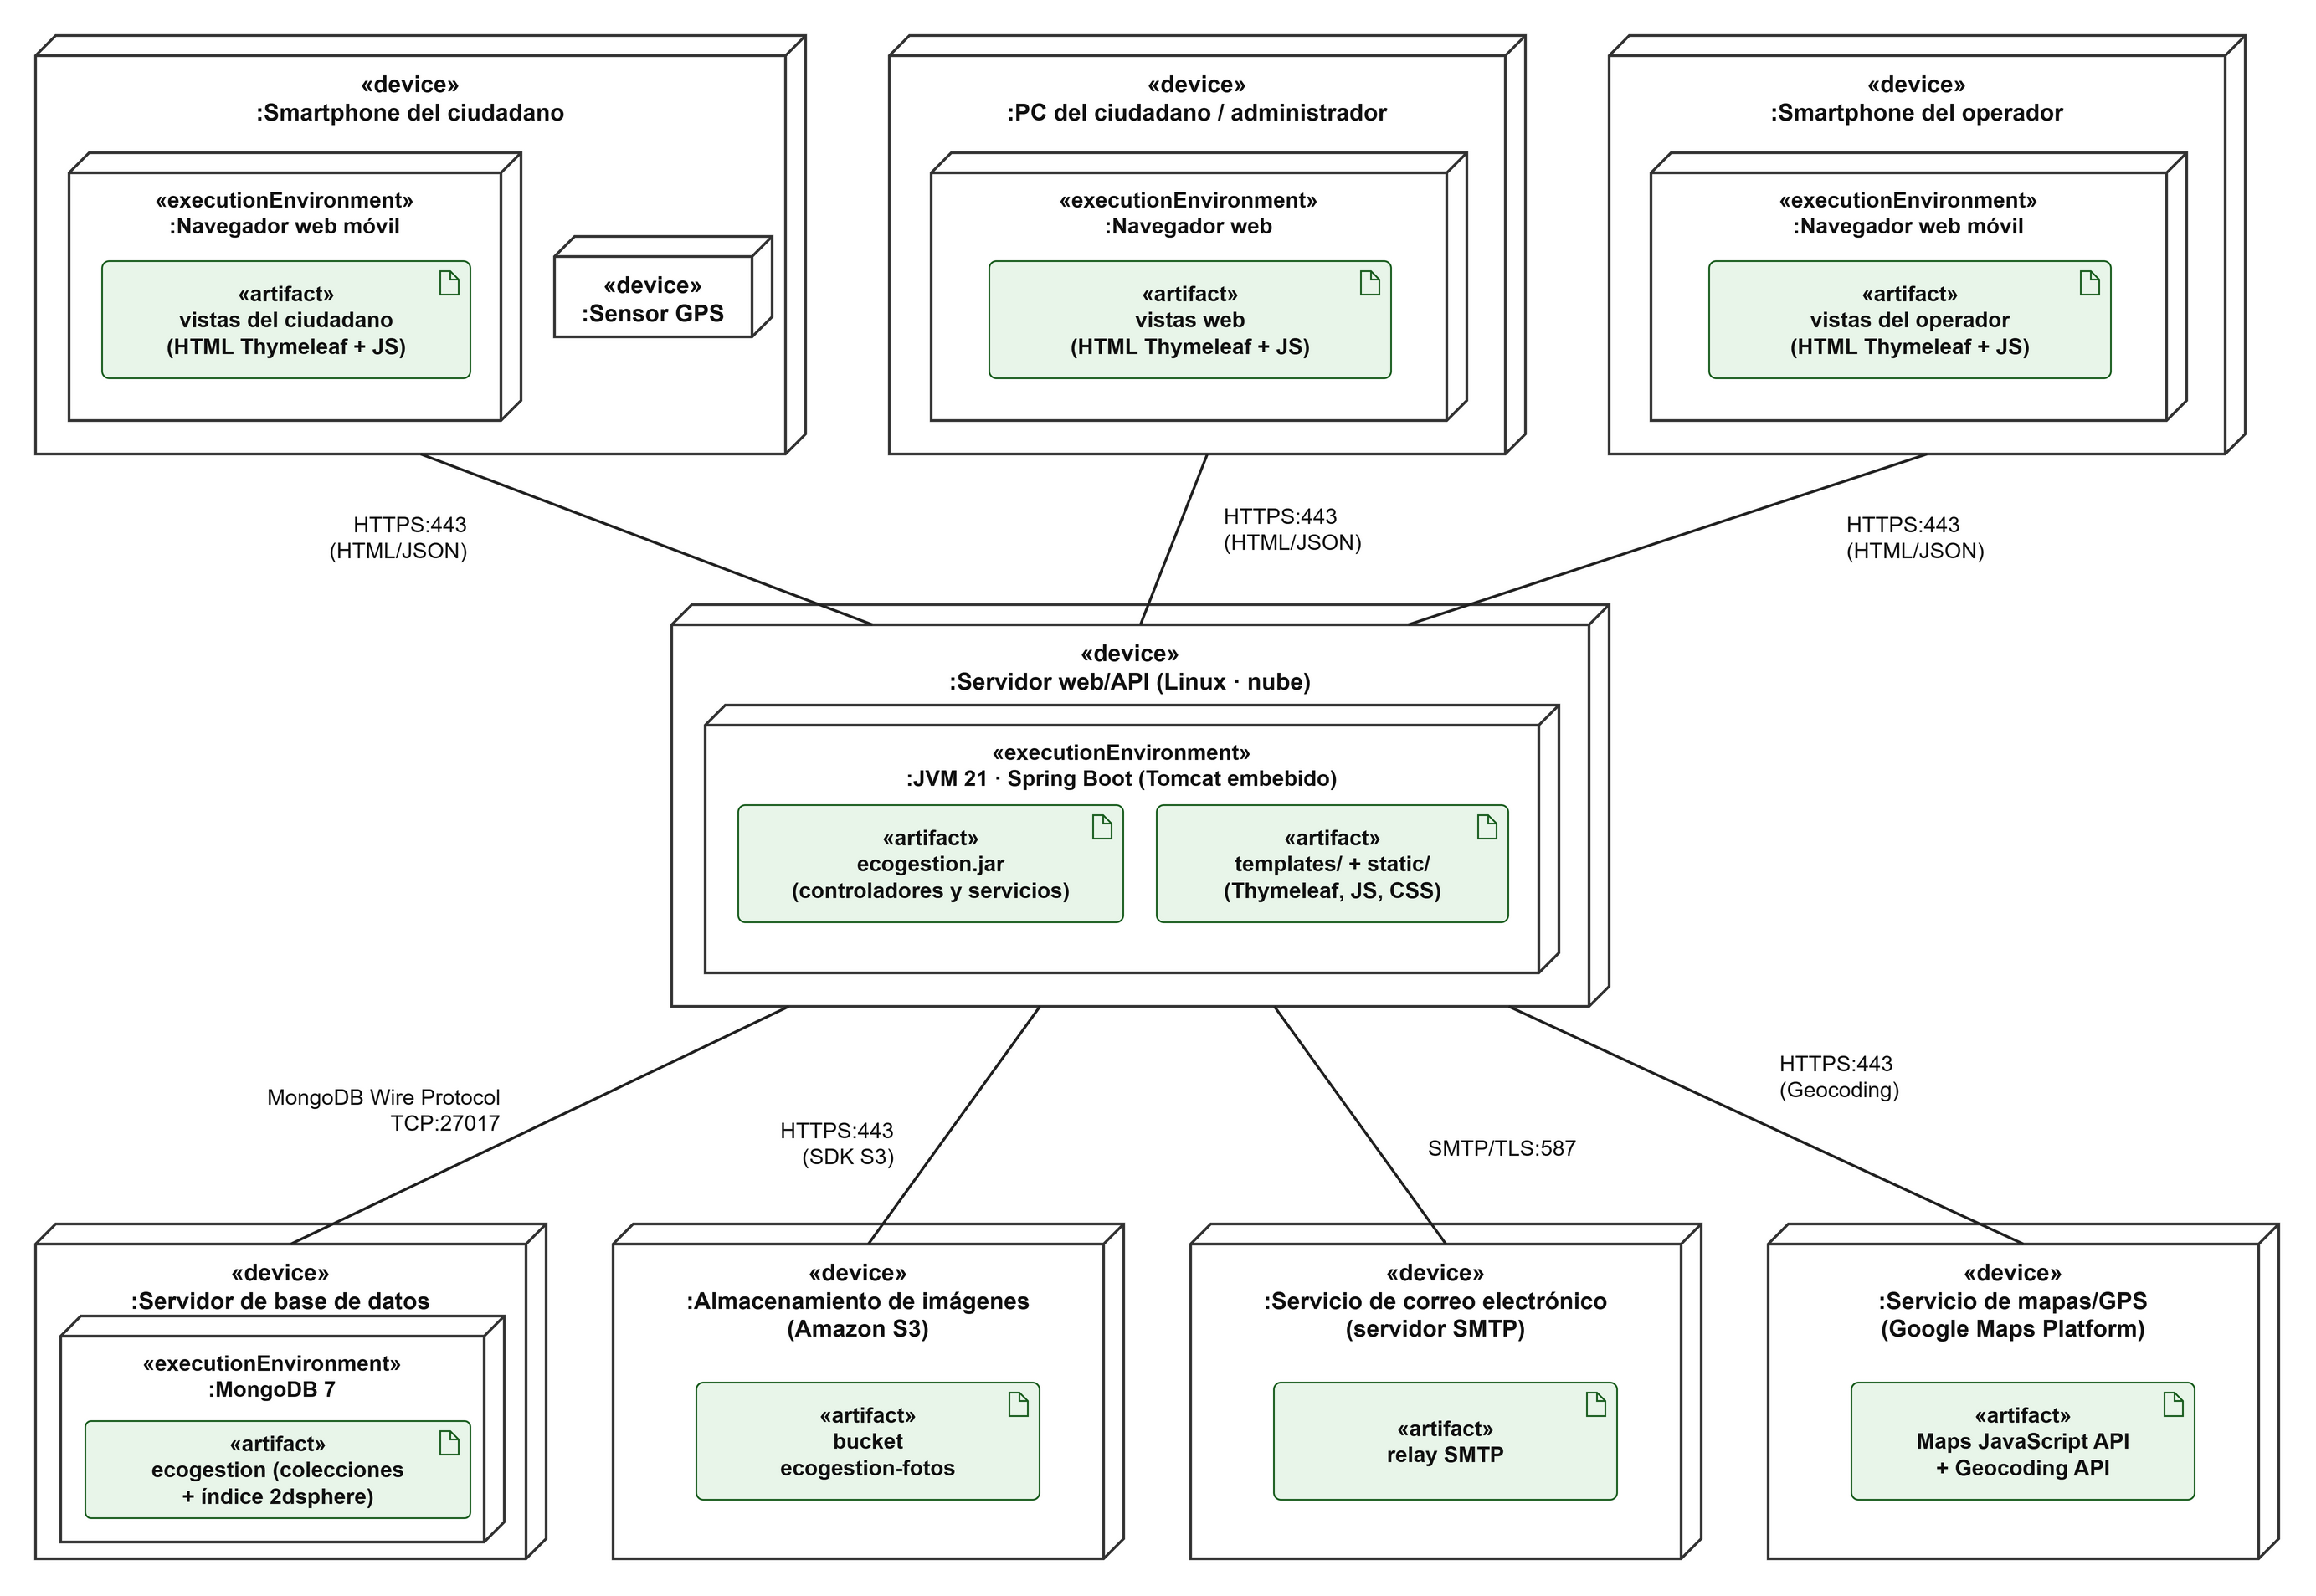 «device»
:Smartphone del ciudadano
«executionEnvironment»
:Navegador web móvil
«artifact»
vistas del ciudadano
(HTML Thymeleaf + JS)
«device»
:Sensor GPS
«device»
:PC del ciudadano / administrador
«executionEnvironment»
:Navegador web
«artifact»
vistas web
(HTML Thymeleaf + JS)
«device»
:Smartphone del operador
«executionEnvironment»
:Navegador web móvil
«artifact»
vistas del operador
(HTML Thymeleaf + JS)
HTTPS:443
(HTML/JSON)
HTTPS:443
(HTML/JSON)
HTTPS:443
(HTML/JSON)
«device»
:Servidor web/API (Linux · nube)
«executionEnvironment»
:JVM 21 · Spring Boot (Tomcat embebido)
«artifact»
ecogestion.jar
(controladores y servicios)
«artifact»
templates/ + static/
(Thymeleaf, JS, CSS)
MongoDB Wire Protocol
TCP:27017
HTTPS:443
(SDK S3)
SMTP/TLS:587
HTTPS:443
(Geocoding)
«device»
:Servidor de base de datos
«executionEnvironment»
:MongoDB 7
«artifact»
ecogestion (colecciones
+ índice 2dsphere)
«device»
:Almacenamiento de imágenes
(Amazon S3)
«artifact»
bucket
ecogestion-fotos
«device»
:Servicio de correo electrónico
(servidor SMTP)
«artifact»
relay SMTP
«device»
:Servicio de mapas/GPS
(Google Maps Platform)
«artifact»
Maps JavaScript API
+ Geocoding API